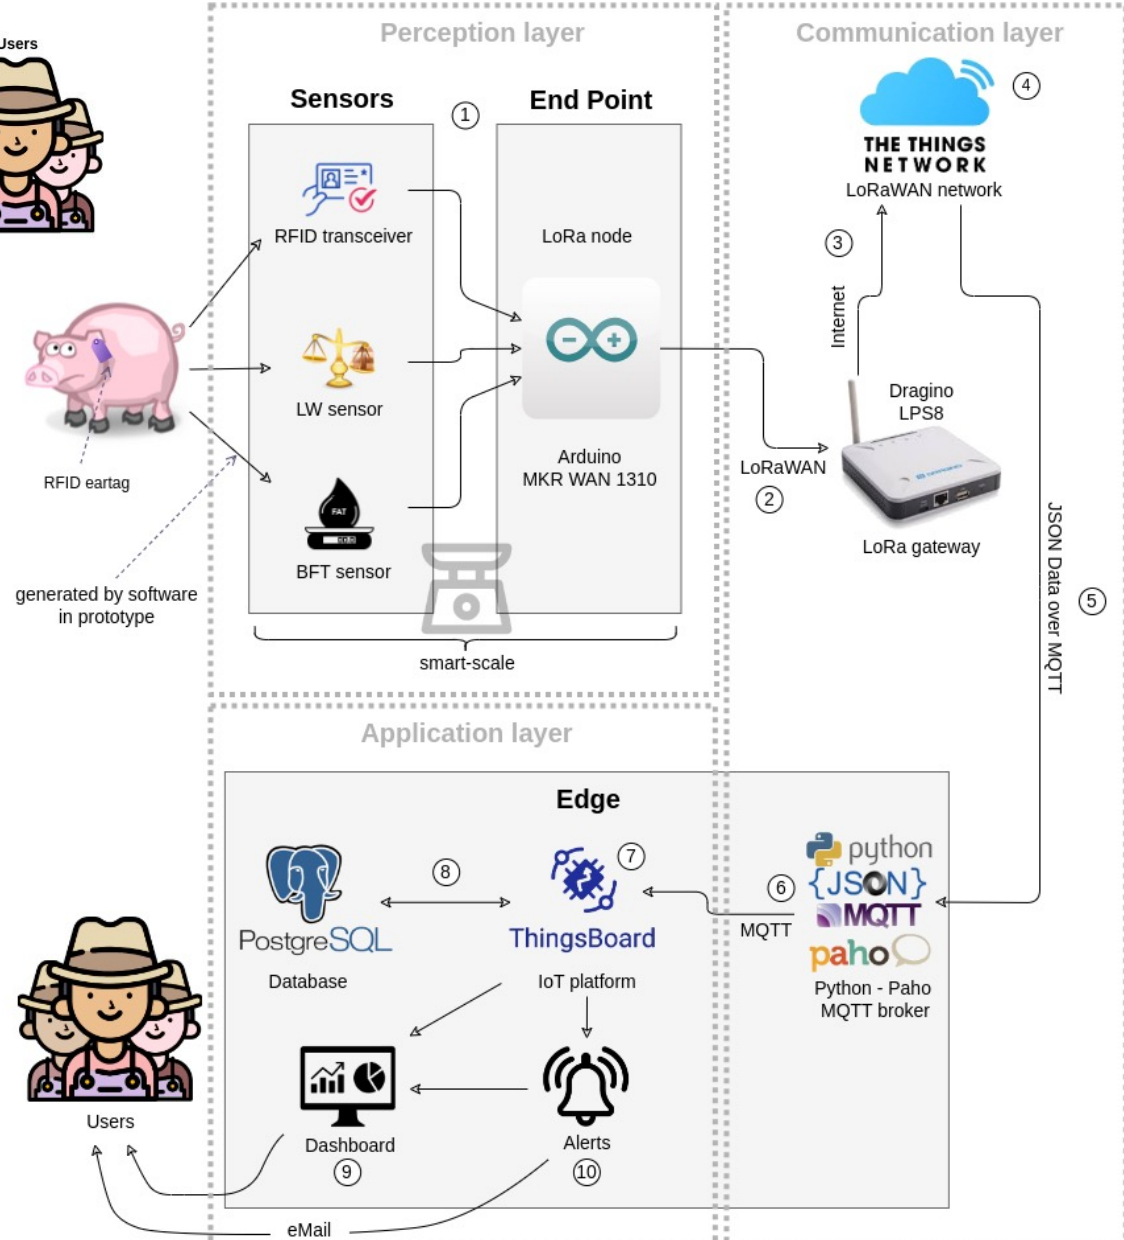 Users
Perception layer
Communication layer
Sensors
1
End Point
4
THE THINGS
NETWORK
LoRaWAN network
RFID transceiver
LoRa node
3
Internet
Dragino
LPS8
LW sensor
RFID eartag
Arduino
MKR WAN 1310
LoRaWAN
2
FAT
LoRa gateway
BFT sensor
JSON Data over MQTT
5
generated by software
in prototype
smart-scale
Application layer
Edge
8
7
6
python
{JSON}
MQTT
paho
PostgreSQL
ThingsBoard
MQTT
Database
IoT platform
Python - Paho
MQTT broker
Users
Dashboard
9
Alerts
10
eMail